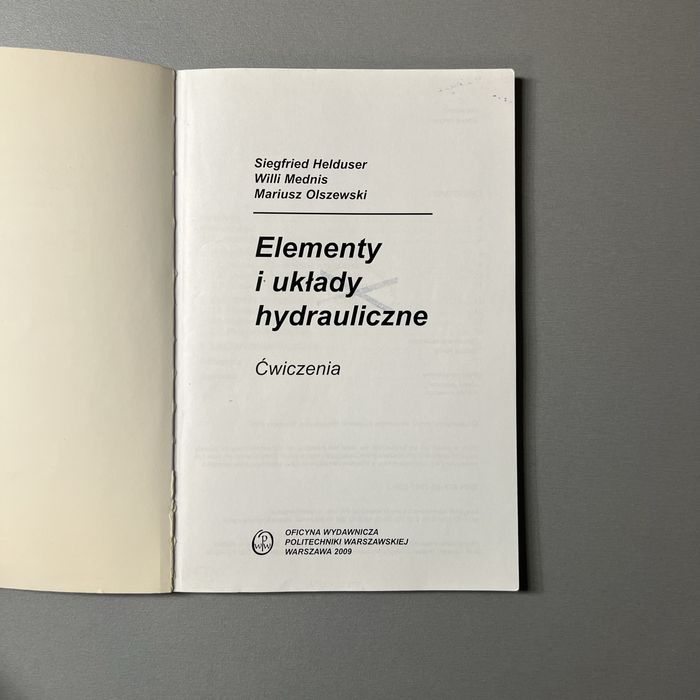 Siegfried Helduser
Willi Mednis
Mariusz Olszewski
Elementy
i układy
hydrauliczne
Ćwiczenia
OFICYNA WYDAWNICZA
POLITECHNIKI WARSZAWSKIEJ
WARSZAWA 2009